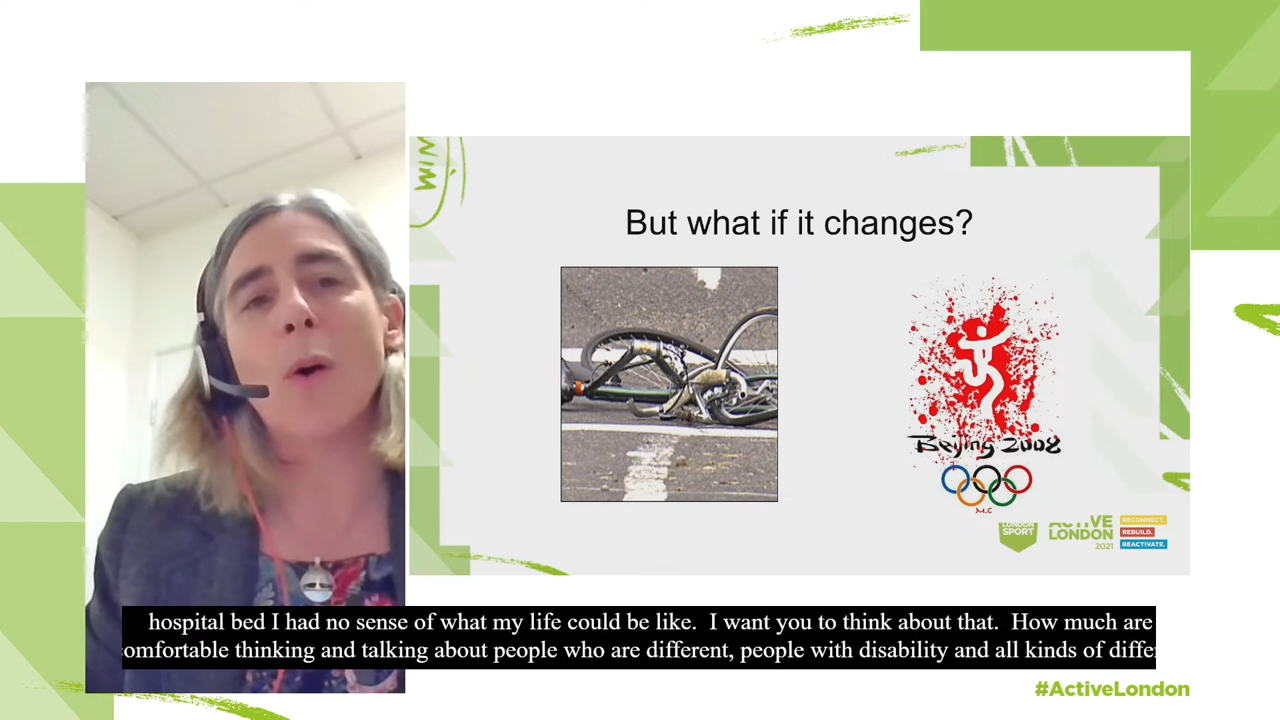 WIN
But what if it changes?
Beijing 2008
M.C
LONDON
SPORT
ACTIVE
LONDON
2021
RECONNECT.
REBUILD.
REACTIVATE.
hospital bed I had no sense of what my life could be like. I want you to think about that. How much are
omfortable thinking and talking about people who are different, people with disability and all kinds of differ
#ActiveLondon